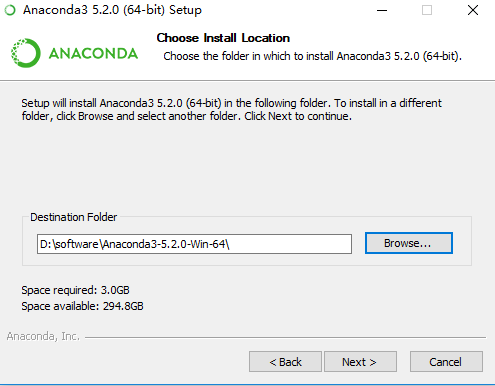 Anaconda3 5.2.0 (64-bit) Setup
ANACONDA
Choose Install Location
Choose the folder in which to install Anaconda3 5.2.0 (64-bit).
Setup will install Anaconda3 5.2.0 (64-bit) in the following folder. To install in a different
folder, click Browse and select another folder. Click Next to continue.
Destination Folder
D:\software\Anaconda3-5.2.0-Win-64\
Browse...
Space required: 3.0GB
Space available: 294.8GB
Anaconda, Inc.
< Back
Next >
Cancel